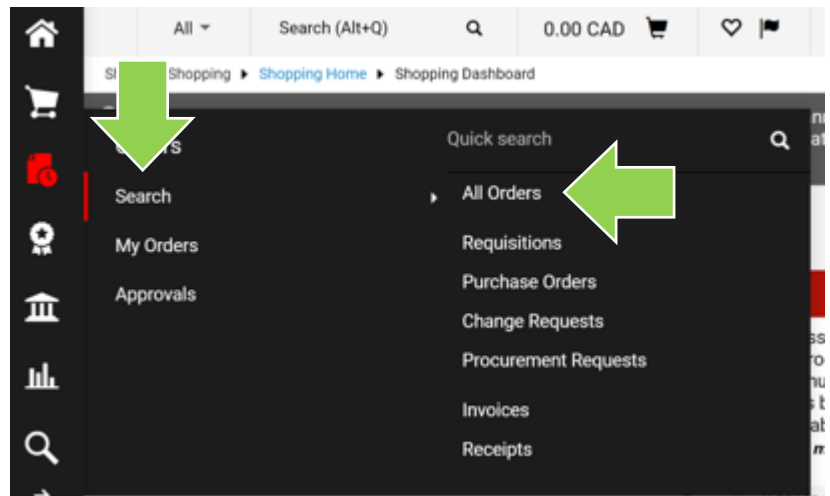 All Search (Alt+Q) 0.00 CAD
Shopping Shopping Home Shopping Dashboard
Quick search
Search
All Orders
My Orders
Requisitions
Approvals
Purchase Orders
Change Requests
Procurement Requests
Invoices
Receipts